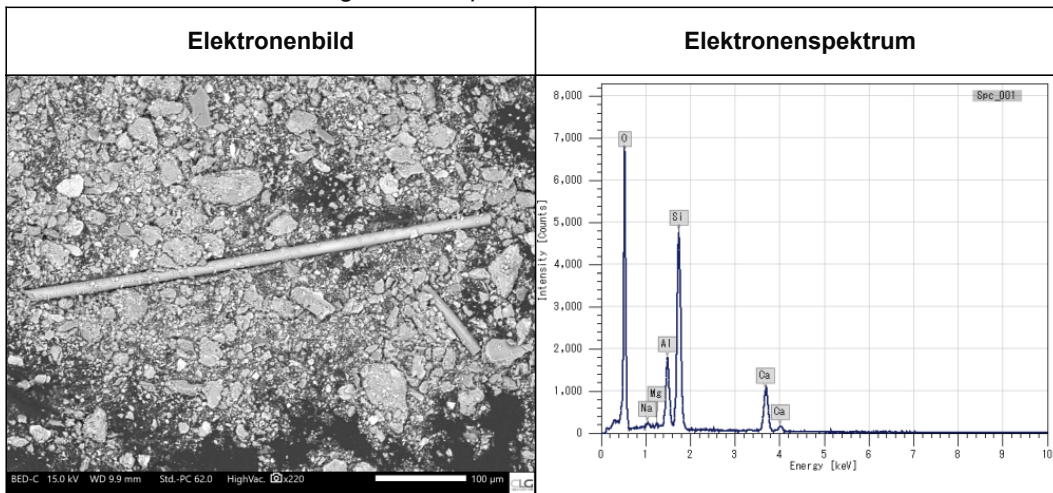 Elektronenbild
Elektronenspektrum
BED-C 15.0 kV WD 9.9 mm Std.-PC 62.0 HighVac. x220 100 µm
CLG
Spc_001
8,000
7,000
6,000
5,000
4,000
3,000
2,000
1,000
0
Intensity [Counts]
O
Si
Al
Mg
Na
Ca
Ca
0 1 2 3 4 5 6 7 8 9 10
Energy [keV]